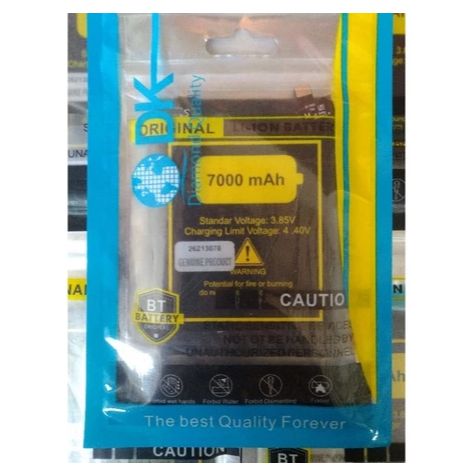 DK
Diamond Quality
ORIGINAL LI-ION BATTERY
7000 mAh
Standar Voltage: 3.85V
Charging Limit Voltage: 4 .40V
26213078
GENUINE PRODUCT
WARNING
Potential for fire or burning
BT
BATTERY
CAUTIO
NOT OF BE HANDLED BY
UNAUTHORIZED PERSONNEL
The best Quality Forever
CAUTION
BT